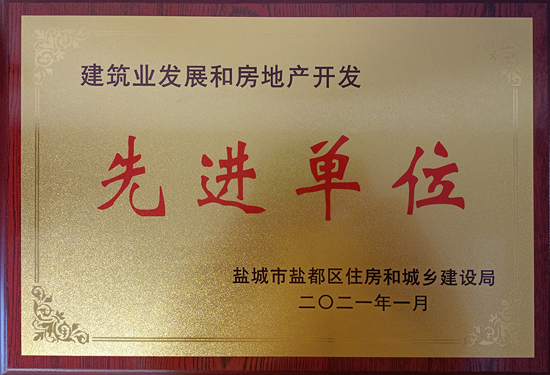 建筑业发展和房地产开发
先进单位
盐城市盐都区住房和城乡建设局
二〇二一年一月